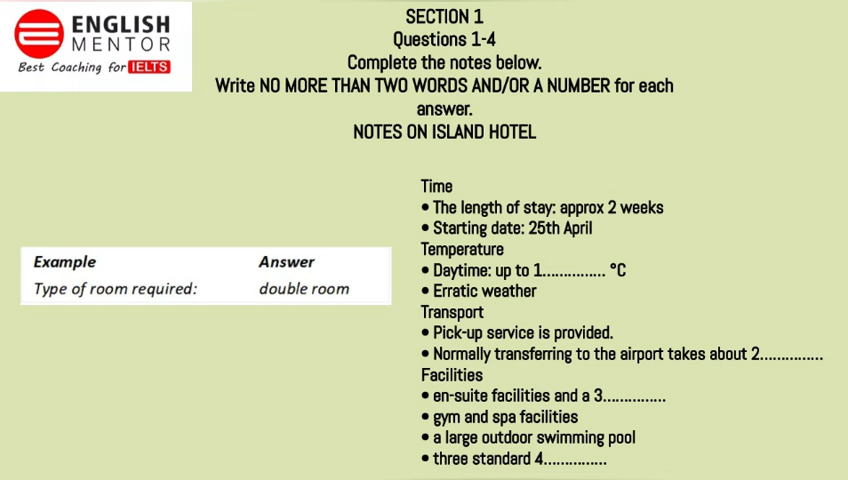 ENGLISH
MENTOR
Best Coaching for IELTS
SECTION 1
Questions 1-4
Complete the notes below.
Write NO MORE THAN TWO WORDS AND/OR A NUMBER for each
answer.
NOTES ON ISLAND HOTEL
Example Answer
Type of room required: double room
Time
• The length of stay: approx 2 weeks
• Starting date: 25th April
Temperature
• Daytime: up to 1............... °C
• Erratic weather
Transport
• Pick-up service is provided.
• Normally transferring to the airport takes about 2...............
Facilities
• en-suite facilities and a 3...............
• gym and spa facilities
• a large outdoor swimming pool
• three standard 4...............